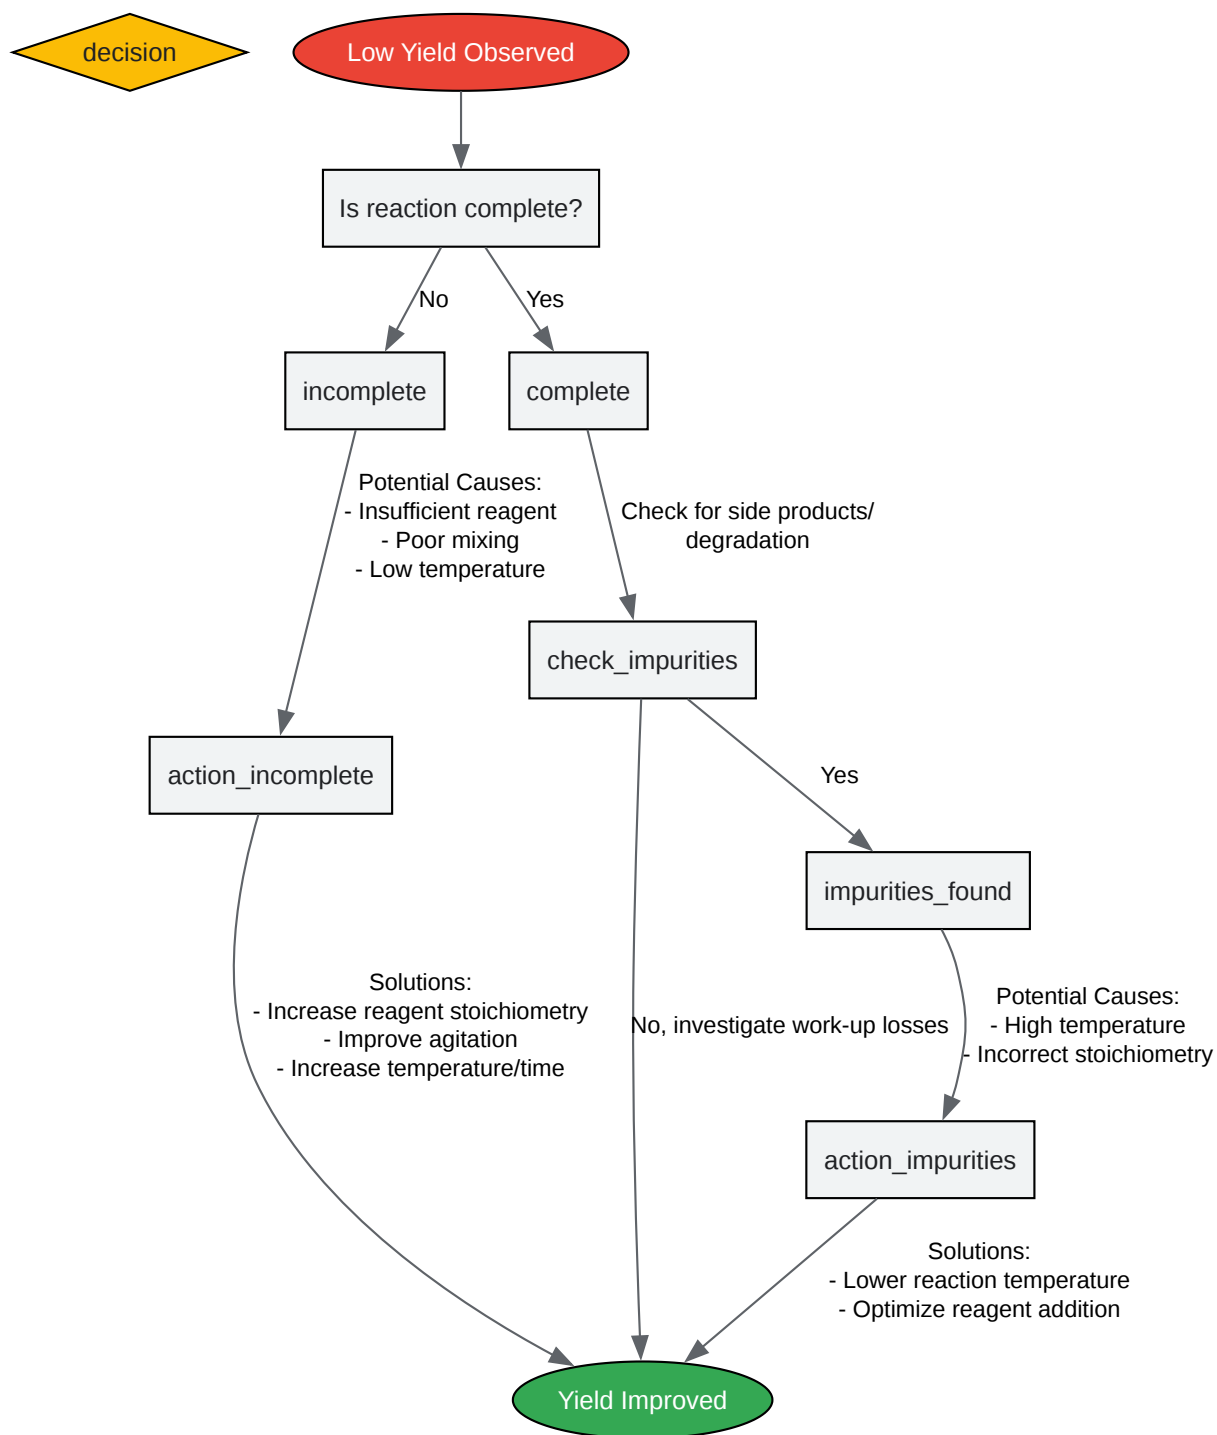 decision
Low Yield Observed
Is reaction complete?
No
Yes
incomplete
complete
Potential Causes:
- Insufficient reagent
- Poor mixing
- Low temperature
Check for side products/
degradation
check_impurities
action_incomplete
Yes
impurities_found
Solutions:
- Increase reagent stoichiometry
- Improve agitation
- Increase temperature/time
No, investigate work-up losses
Potential Causes:
- High temperature
- Incorrect stoichiometry
action_impurities
Solutions:
- Lower reaction temperature
- Optimize reagent addition
Yield Improved